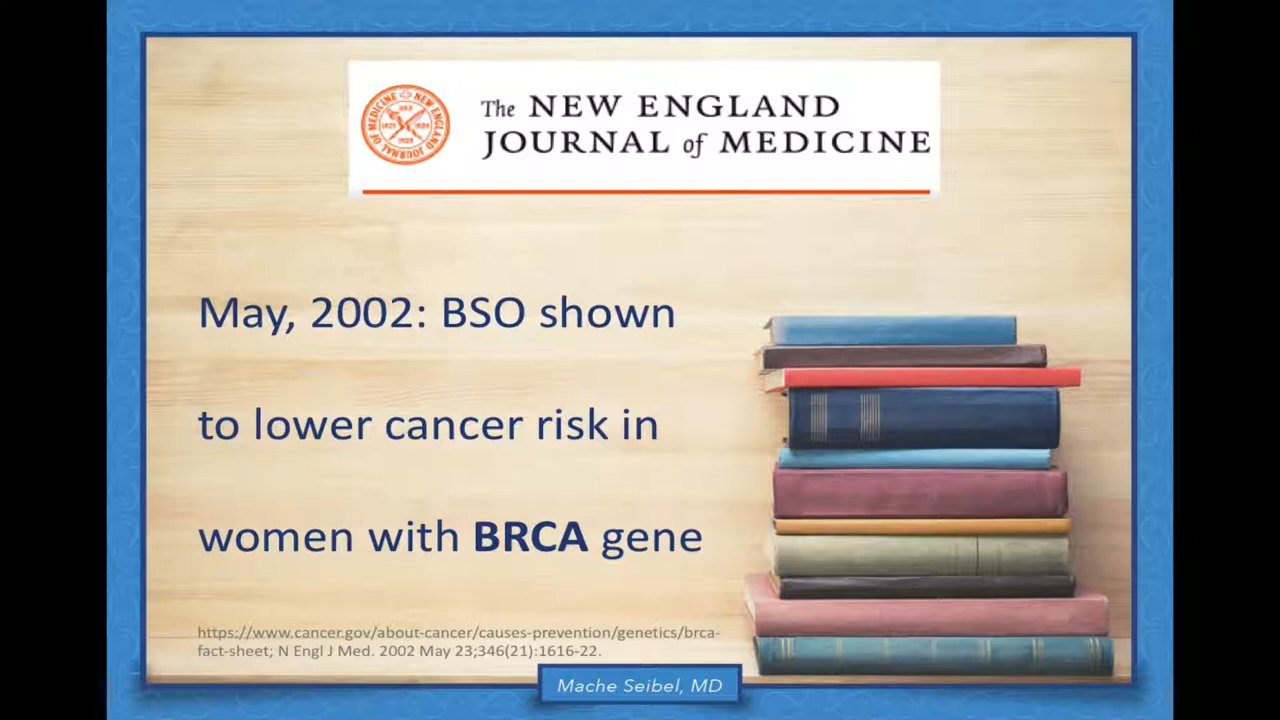 The NEW ENGLAND
JOURNAL of MEDICINE
May, 2002: BSO shown
to lower cancer risk in
women with BRCA gene
https://www.cancer.gov/about-cancer/causes-prevention/genetics/brca-
fact-sheet; N Engl J Med. 2002 May 23;346(21):1616-22.
Mache Seibel, MD